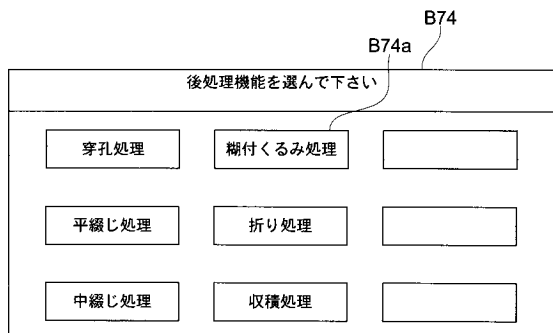 B74
B74a
後処理機能を選んで下さい
穿孔処理
糊付くるみ処理
平綴じ処理
折り処理
中綴じ処理
収積処理